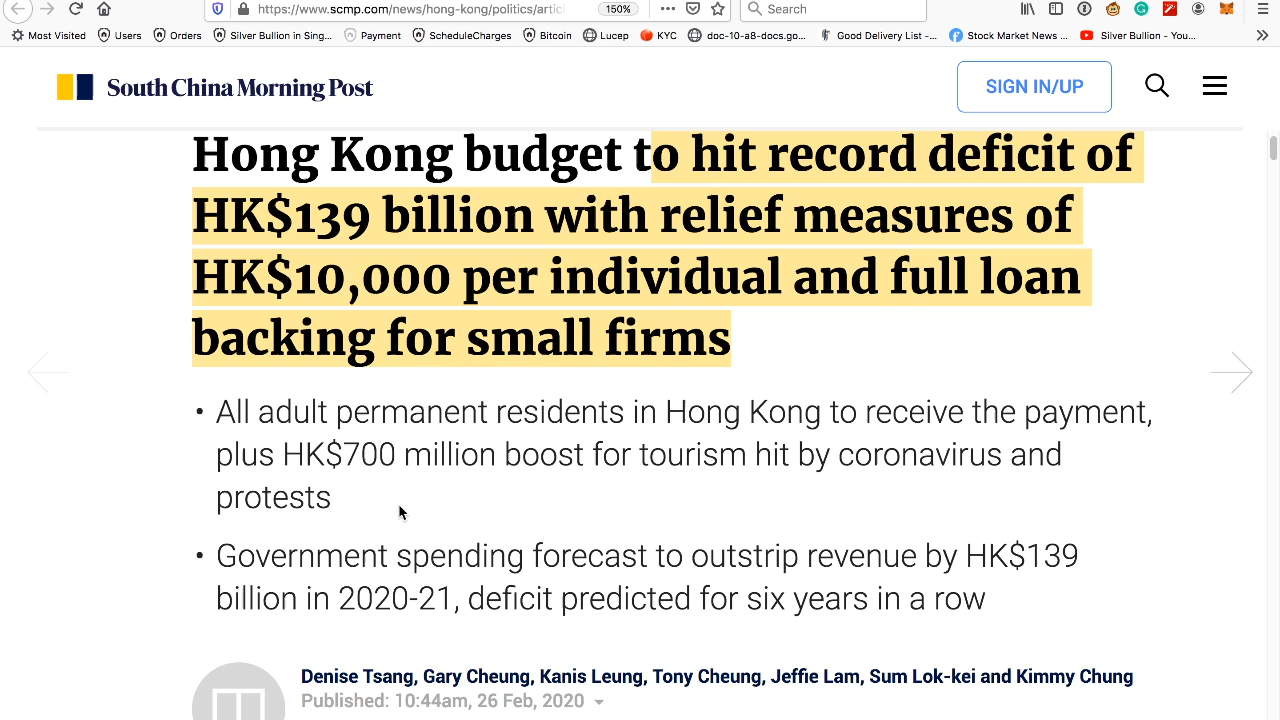 https://www.scmp.com/news/hong-kong/politics/artic
150%
Search
Most Visited
Users
Orders
Silver Bullion in Sing...
Payment
ScheduleCharges
Bitcoin
Lucep
KYC
doc-10-a8-docs.go...
Good Delivery List -...
Stock Market News ...
Silver Bullion - You...
South China Morning Post
SIGN IN/UP
Hong Kong budget to hit record deficit of
HK$139 billion with relief measures of
HK$10,000 per individual and full loan
backing for small firms
• All adult permanent residents in Hong Kong to receive the payment,
plus HK$700 million boost for tourism hit by coronavirus and
protests
• Government spending forecast to outstrip revenue by HK$139
billion in 2020-21, deficit predicted for six years in a row
Denise Tsang, Gary Cheung, Kanis Leung, Tony Cheung, Jeffie Lam, Sum Lok-kei and Kimmy Chung
Published: 10:44am, 26 Feb, 2020